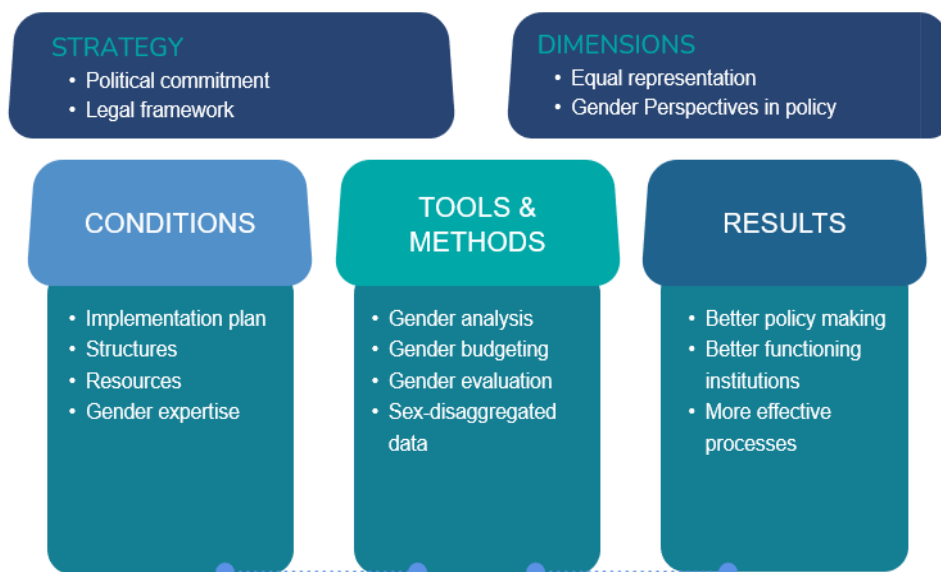 STRATEGY
• Political commitment
• Legal framework
DIMENSIONS
• Equal representation
• Gender Perspectives in policy
CONDITIONS
• Implementation plan
• Structures
• Resources
• Gender expertise
TOOLS &
METHODS
• Gender analysis
• Gender budgeting
• Gender evaluation
• Sex-disaggregated
data
RESULTS
• Better policy making
• Better functioning
institutions
• More effective
processes